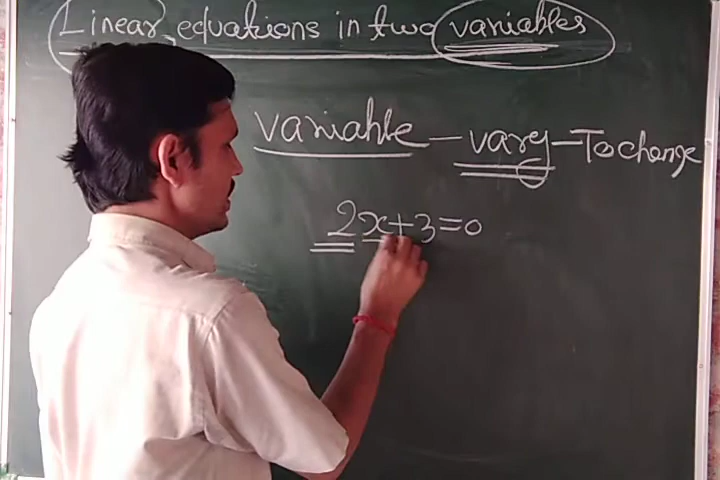 Linear equations in two variables
variable - vary - To change
2x+3=0